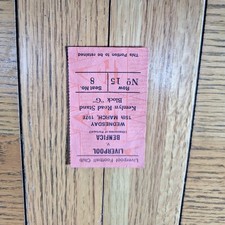 Liverpool Football Club
LIVERPOOL
v
BENFICA
WEDNESDAY
15th MARCH, 1978
Kemlyn Road Stand
Block "G"
Row Seat No.
Nº 15 8
This Portion to be retained